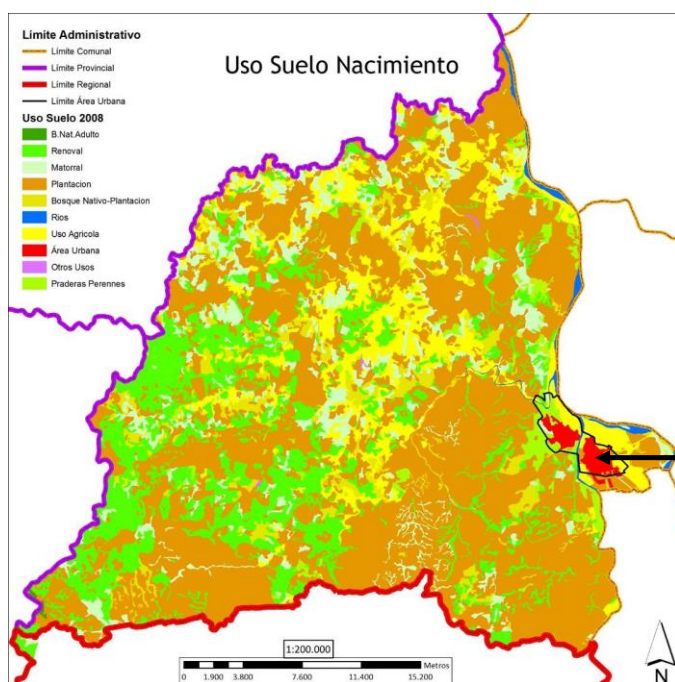 Uso Suelo Nacimiento
Límite Administrativo
Límite Comunal
Límite Provincial
Límite Regional
Límite Área Urbana
Uso Suelo 2008
B.Nat.Adulto
Renoval
Matorral
Plantacion
Bosque Nativo-Plantacion
Rios
Uso Agricola
Área Urbana
Otros Usos
Praderas Perennes
1:200.000
Metros
0 1.900 3.800 7.600 11.400 15.200
N